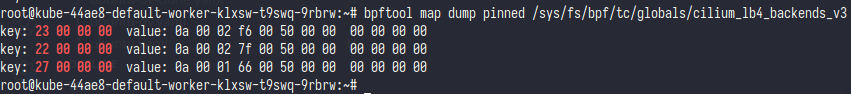 root@kube-44ae8-default-worker-klxsw-t9swq-9rbrw:~# bpftool map dump pinned /sys/fs/bpf/tc/globals/cilium_lb4_backends_v3
key: 23 00 00 00  value: 0a 00 02 f6 00 50 00 00  00 00 00 00
key: 22 00 00 00  value: 0a 00 02 7f 00 50 00 00  00 00 00 00
key: 27 00 00 00  value: 0a 00 01 66 00 50 00 00  00 00 00 00
root@kube-44ae8-default-worker-klxsw-t9swq-9rbrw:~#